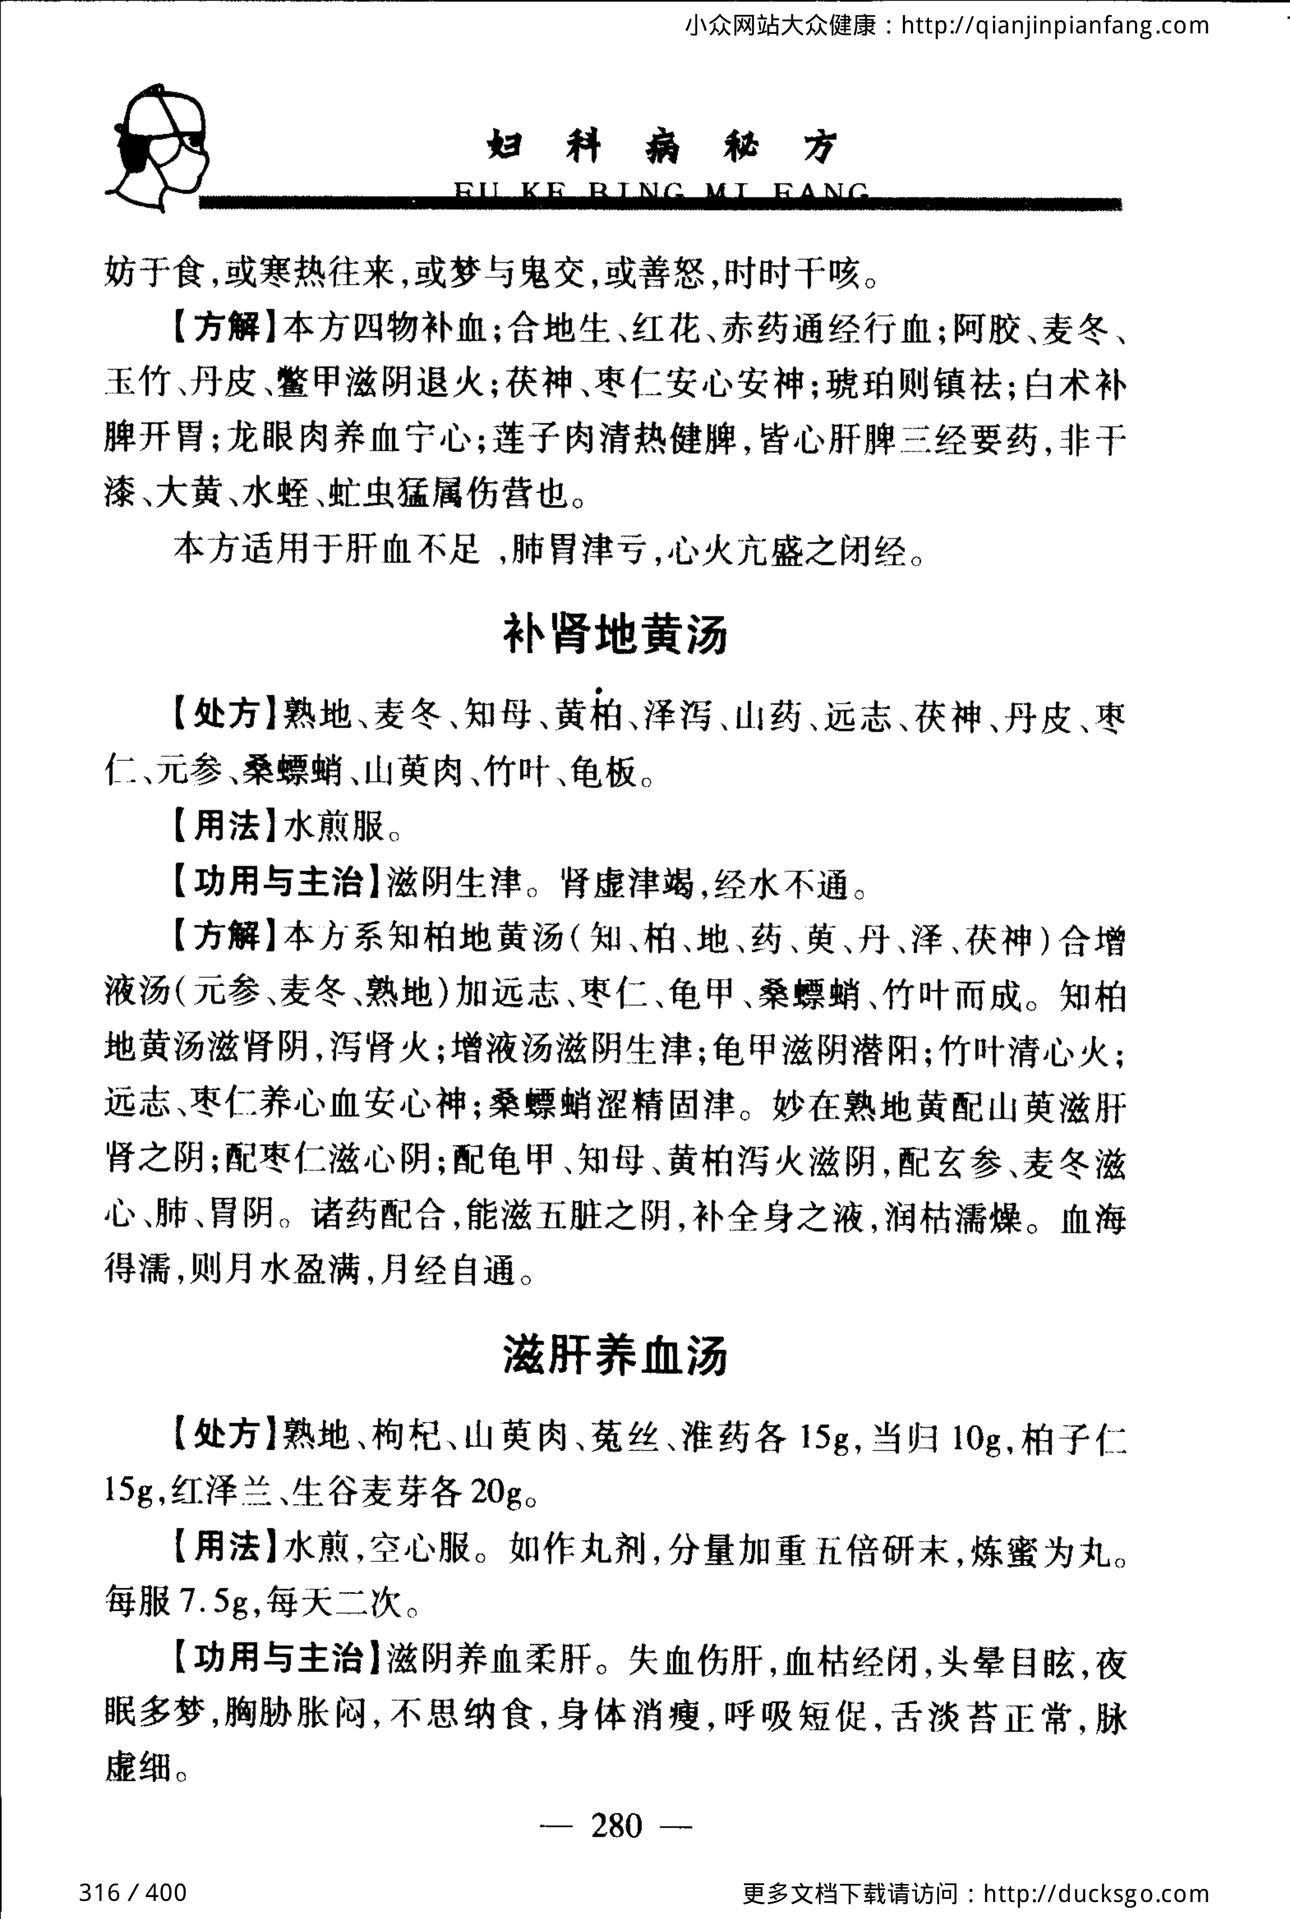 小众网站大众健康：http://qianjinpianfang.com
妇科病秘方
FU KE BING MI FANG
妨于食,或寒热往来,或梦与鬼交,或善怒,时时干咳。
【方解】本方四物补血;合地生、红花、赤药通经行血;阿胶、麦冬、
玉竹、丹皮、鳖甲滋阴退火;茯神、枣仁安心安神;琥珀则镇祛;白术补
脾开胃;龙眼肉养血宁心;莲子肉清热健脾,皆心肝脾三经要药,非干
漆、大黄、水蛭、虻虫猛属伤营也。
本方适用于肝血不足 ,肺胃津亏,心火亢盛之闭经。
补肾地黄汤
【处方】熟地、麦冬、知母、黄柏、泽泻、山药、远志、茯神、丹皮、枣
仁、元参、桑螵蛸、山萸肉、竹叶、龟板。
【用法】水煎服。
【功用与主治】滋阴生津。肾虚津竭,经水不通。
【方解】本方系知柏地黄汤(知、柏、地、药、萸、丹、泽、茯神)合增
液汤(元参、麦冬、熟地)加远志、枣仁、龟甲、桑螵蛸、竹叶而成。知柏
地黄汤滋肾阴,泻肾火;增液汤滋阴生津;龟甲滋阴潜阳;竹叶清心火;
远志、枣仁养心血安心神;桑螵蛸涩精固津。妙在熟地黄配山萸滋肝
肾之阴;配枣仁滋心阴;配龟甲、知母、黄柏泻火滋阴,配玄参、麦冬滋
心、肺、胃阴。诸药配合,能滋五脏之阴,补全身之液,润枯濡燥。血海
得濡,则月水盈满,月经自通。
滋肝养血汤
【处方】熟地、枸杞、山萸肉、菟丝、淮药各 15g,当归 10g,柏子仁
15g,红泽兰、生谷麦芽各 20g。
【用法】水煎,空心服。如作丸剂,分量加重五倍研末,炼蜜为丸。
每服 7.5g,每天二次。
【功用与主治】滋阴养血柔肝。失血伤肝,血枯经闭,头晕目眩,夜
眠多梦,胸胁胀闷,不思纳食,身体消瘦,呼吸短促,舌淡苔正常,脉
虚细。
— 280 —
316 / 400
更多文档下载请访问：http://ducksgo.com